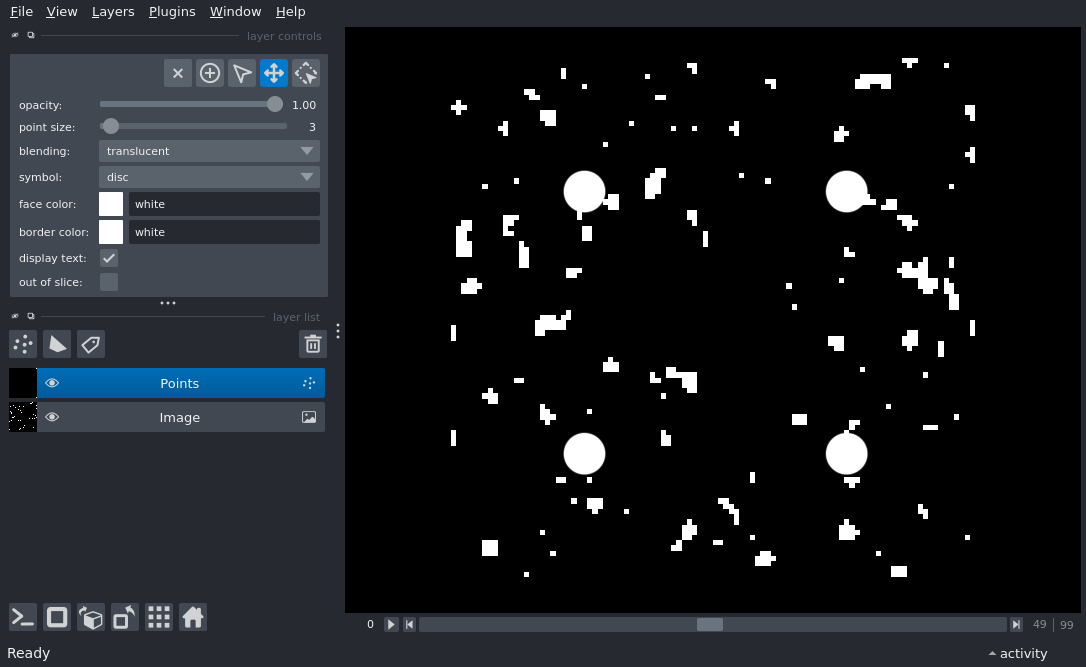 File View Layers Plugins Window Help
layer controls
opacity: 1.00
point size: 3
blending: translucent
symbol: disc
face color: white
border color: white
display text:
out of slice:
layer list
Points
Image
0 49 99
Ready activity